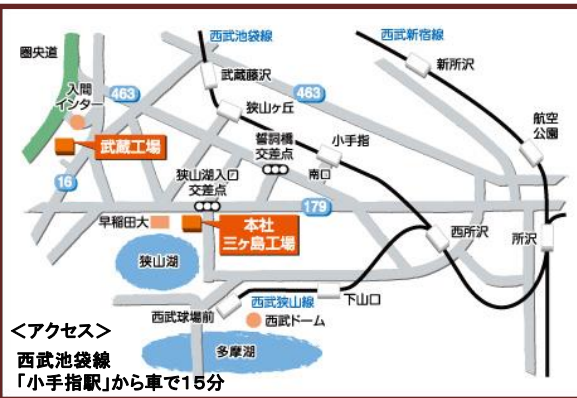 西武池袋線
西武新宿線
圏央道
新所沢
武蔵藤沢
入間
インター
463
463
狭山ヶ丘
航空
公園
誓詞橋
交差点
小手指
武蔵工場
南口
狭山湖入口
交差点
16
179
早稲田大
本社
三ヶ島工場
西所沢
所沢
狭山湖
西武狭山線
下山口
西武球場前
西武ドーム
<アクセス>
多摩湖
西武池袋線
「小手指駅」から車で15分